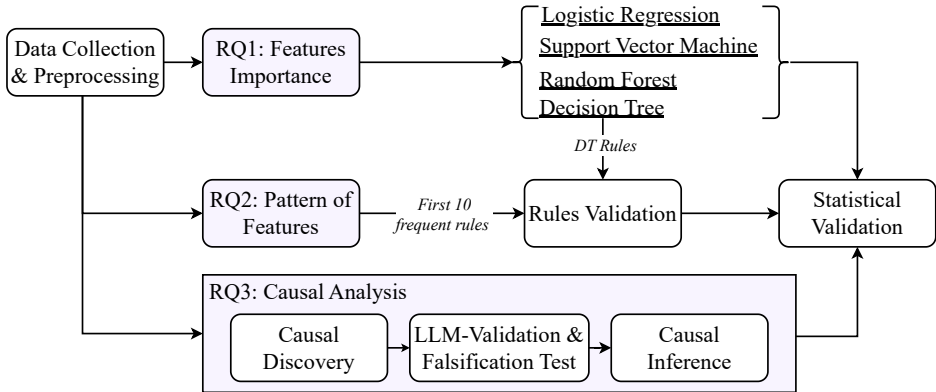 Data Collection
& Preprocessing
RQ1: Features
Importance
Logistic Regression
Support Vector Machine
Random Forest
Decision Tree
DT Rules
RQ2: Pattern of
Features
First 10
frequent rules
Rules Validation
Statistical
Validation
RQ3: Causal Analysis
Causal
Discovery
LLM-Validation &
Falsification Test
Causal
Inference